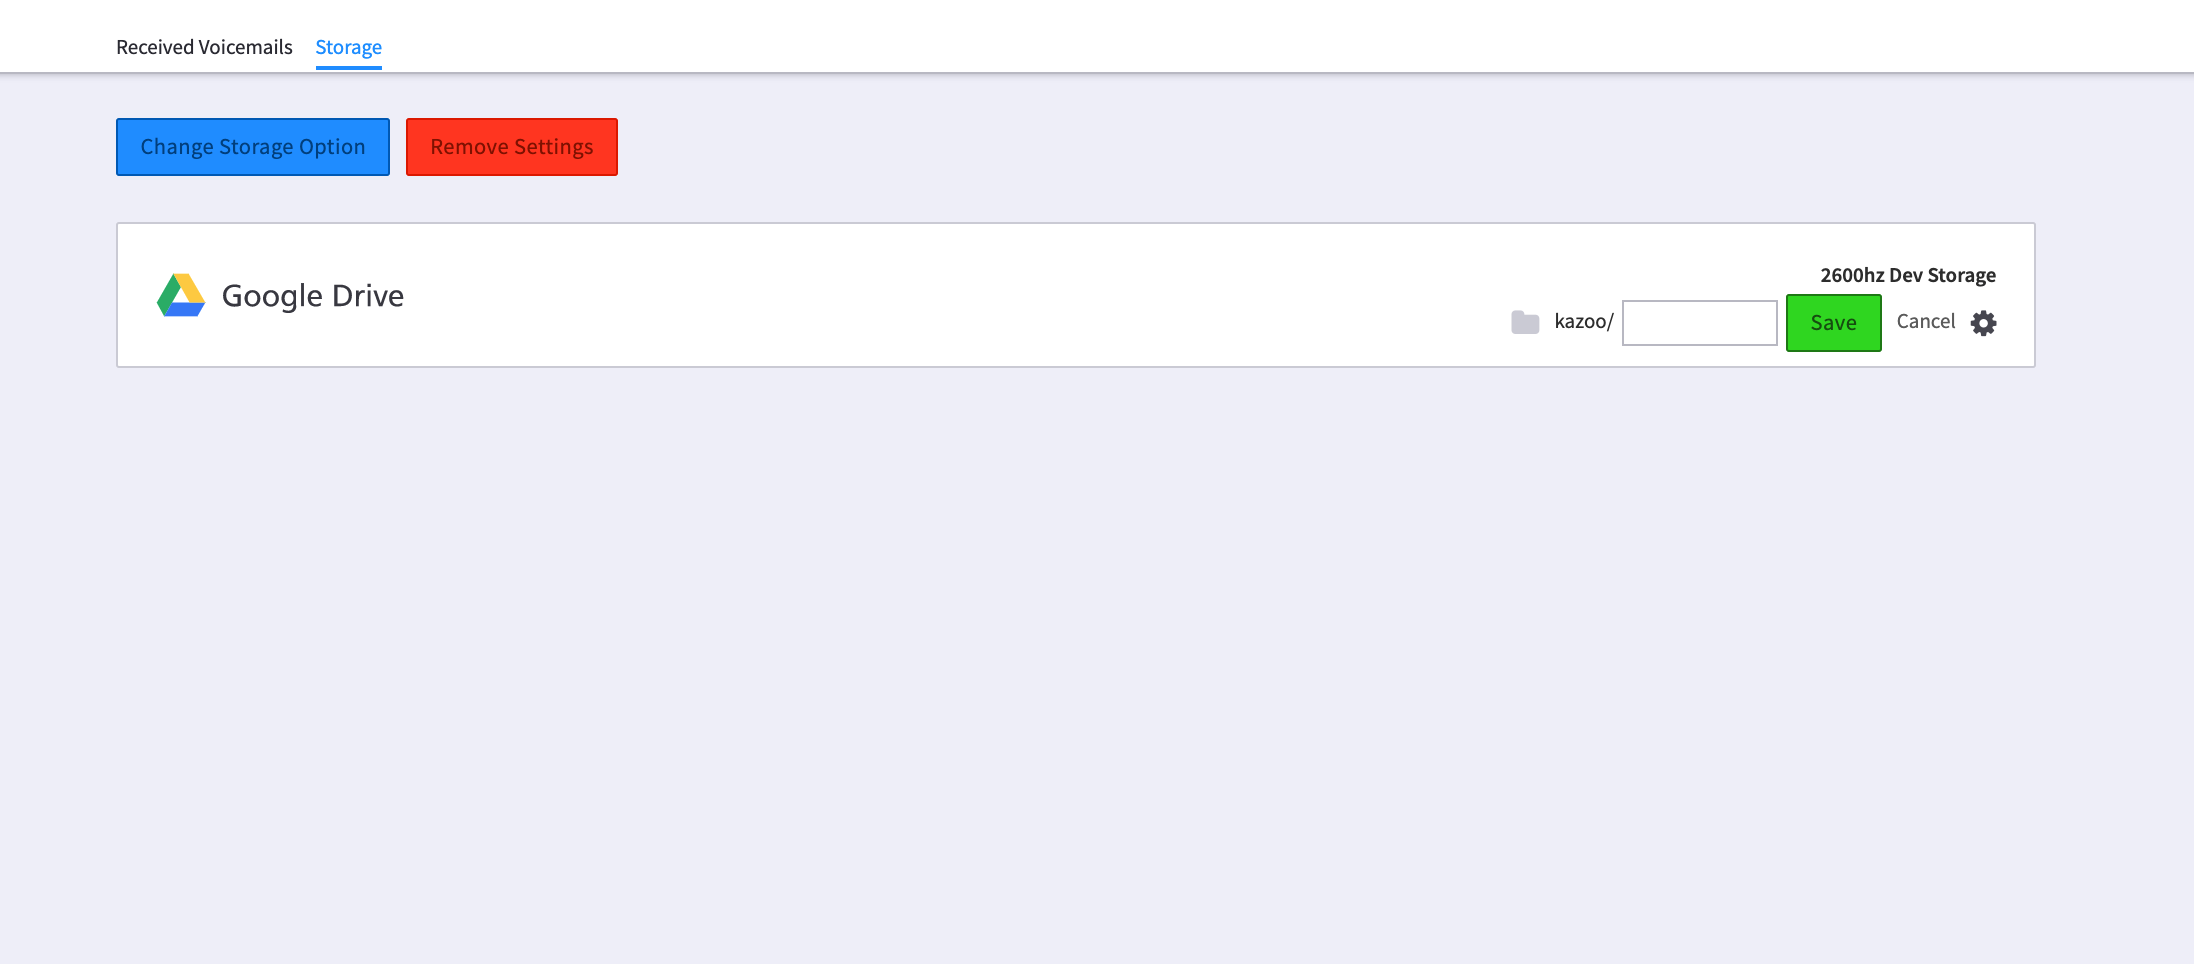 Received Voicemails Storage
Change Storage Option Remove Settings
Google Drive
2600hz Dev Storage
kazoo/ Save Cancel